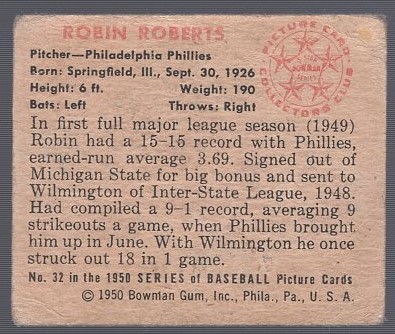 ROBIN ROBERTS
Pitcher—Philadelphia Phillies
Born: Springfield, Ill., Sept. 30, 1926
Height: 6 ft. Weight: 190
Bats: Left Throws: Right
PICTURE CARD
COLLECTORS CLUB
BOWMAN
In first full major league season (1949)
Robin had a 15-15 record with Phillies,
earned-run average 3.69. Signed out of
Michigan State for big bonus and sent to
Wilmington of Inter-State League, 1948.
Had compiled a 9-1 record, averaging 9
strikeouts a game, when Phillies brought
him up in June. With Wilmington he once
struck out 18 in 1 game.
No. 32 in the 1950 SERIES of BASEBALL Picture Cards
© 1950 Bowman Gum, Inc., Phila., Pa., U. S. A.